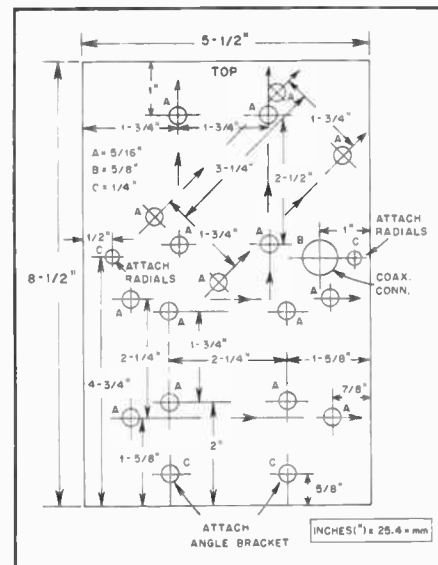 5-1/2"
TOP
1"
A
A
A
1-3/4"
1-3/4"
1-3/4"
A
A = 5/16"
B = 5/8"
C = 1/4"
3-1/4"
2-1/2"
A
1/2"
C
A
1-3/4"
A
B
1"
C
ATTACH
RADIALS
ATTACH
RADIALS
8-1/2"
A
COAX.
CONN.
A
A
A
A
1-3/4"
2-1/4"
2-1/4"
1-5/8"
4-3/4"
7/8"
A
A
A
A
1-5/8"
2"
C
C
5/8"
ATTACH
ANGLE BRACKET
INCHES(") = 25.4 = mm